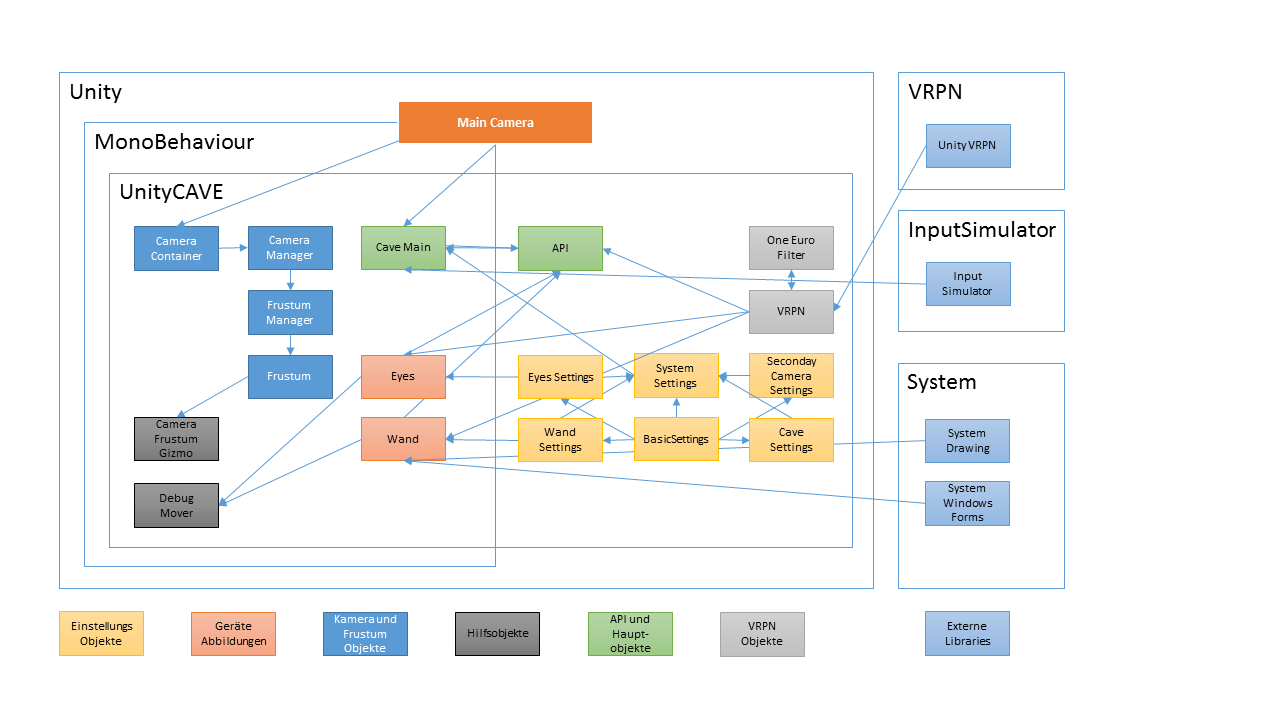 Unity
VRPN
Main Camera
MonoBehaviour
Unity VRPN
UnityCAVE
InputSimulator
Camera
Container
Camera
Manager
Cave Main
API
One Euro
Filter
Input
Simulator
Frustum
Manager
VRPN
Frustum
Eyes
Eyes Settings
System
Settings
Seconday
Camera
Settings
System
Camera
Frustum
Gizmo
Wand
Wand
Settings
BasicSettings
Cave
Settings
System
Drawing
Debug
Mover
System
Windows
Forms
Einstellungs
Objekte
Geräte
Abbildungen
Kamera und
Frustum
Objekte
Hilfsobjekte
API und
Haupt-
objekte
VRPN
Objekte
Externe
Libraries